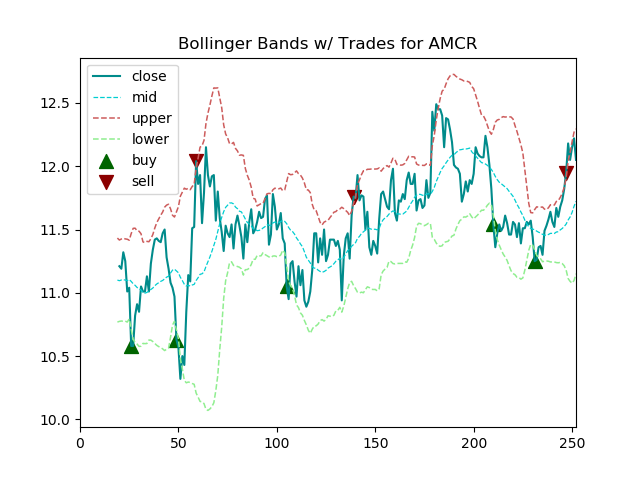 Bollinger Bands w/ Trades for AMCR
close
mid
upper
lower
buy
sell
12.5
12.0
11.5
11.0
10.5
10.0
0 50 100 150 200 250